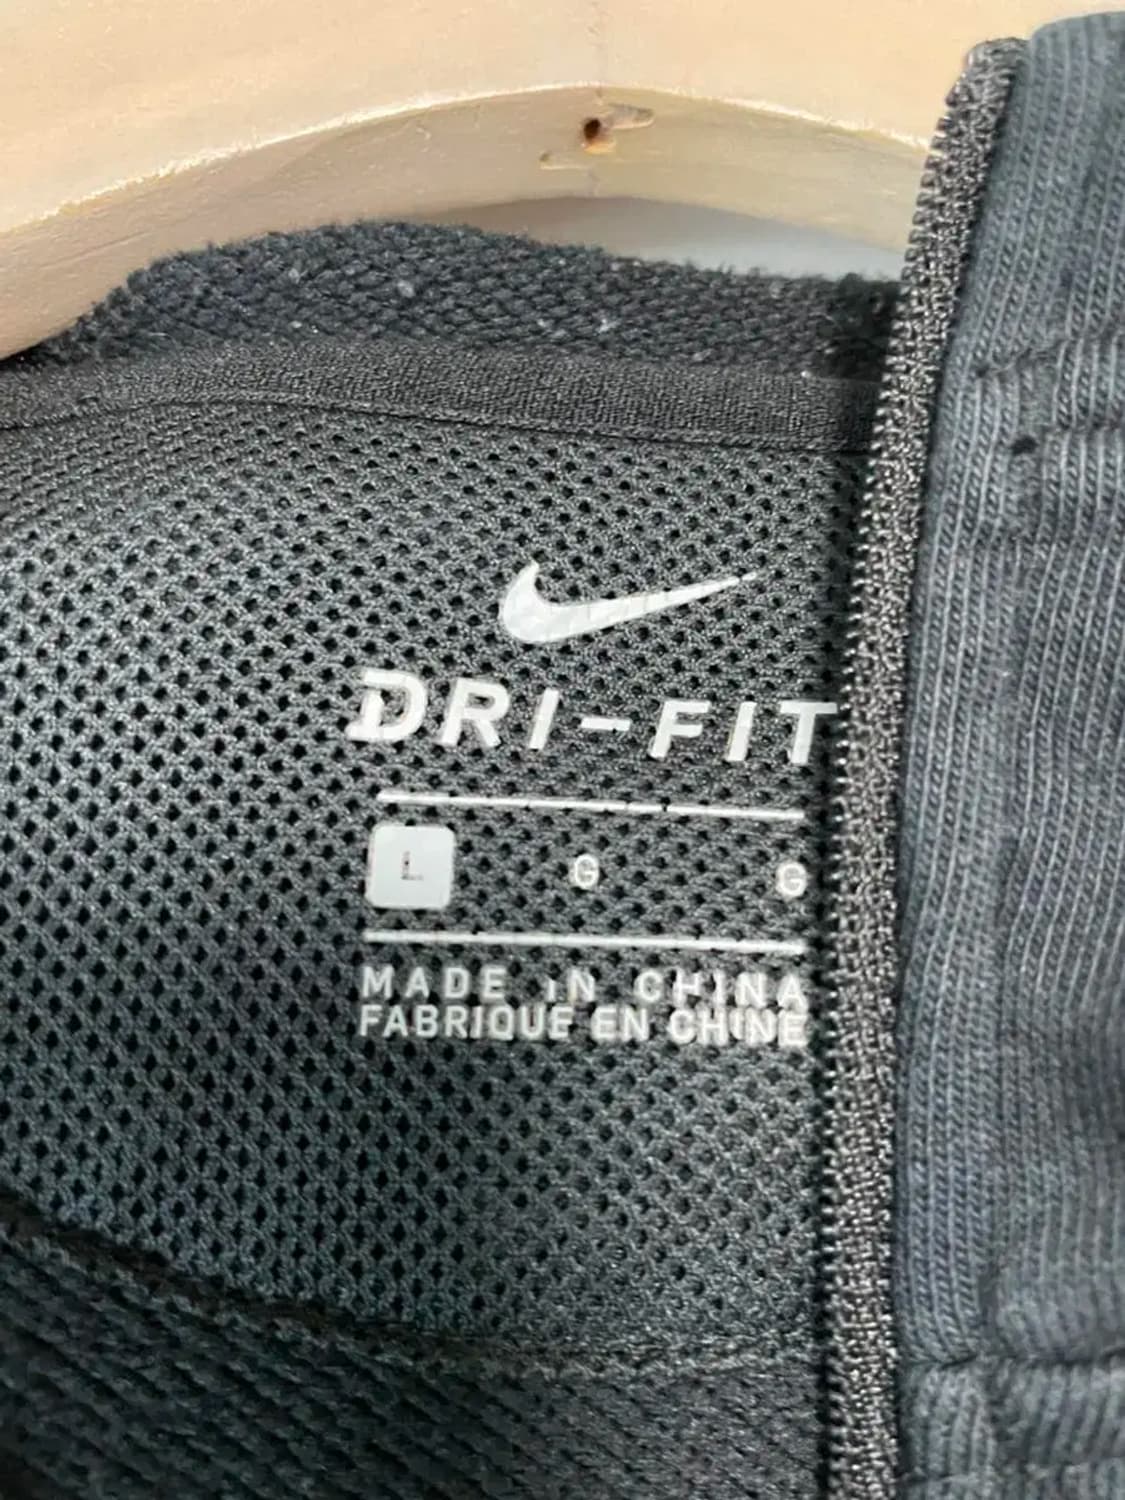 DRI-FIT
L G G
MADE IN CHINA
FABRIQUE EN CHINE